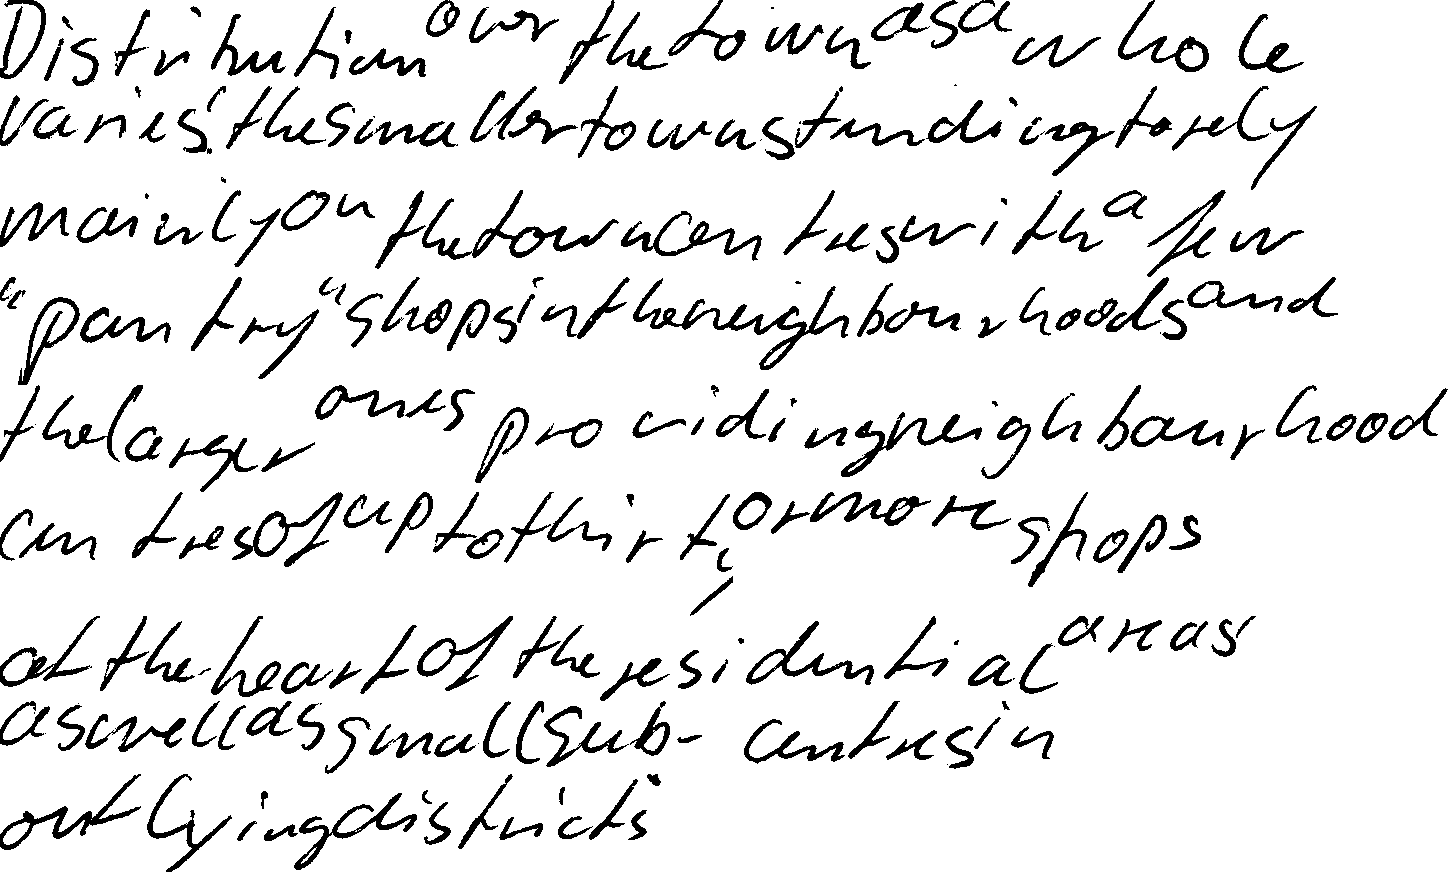 Distribution over the town as a whole
varies: the smaller towns tending to rely
mainly on the town centres with a few
"pantry" shops in the neighbourhoods and
the larger ones providing neighbourhood
centres of up to thirty or more shops
at the heart of the residential areas
as well as small sub-centres in
outlying districts